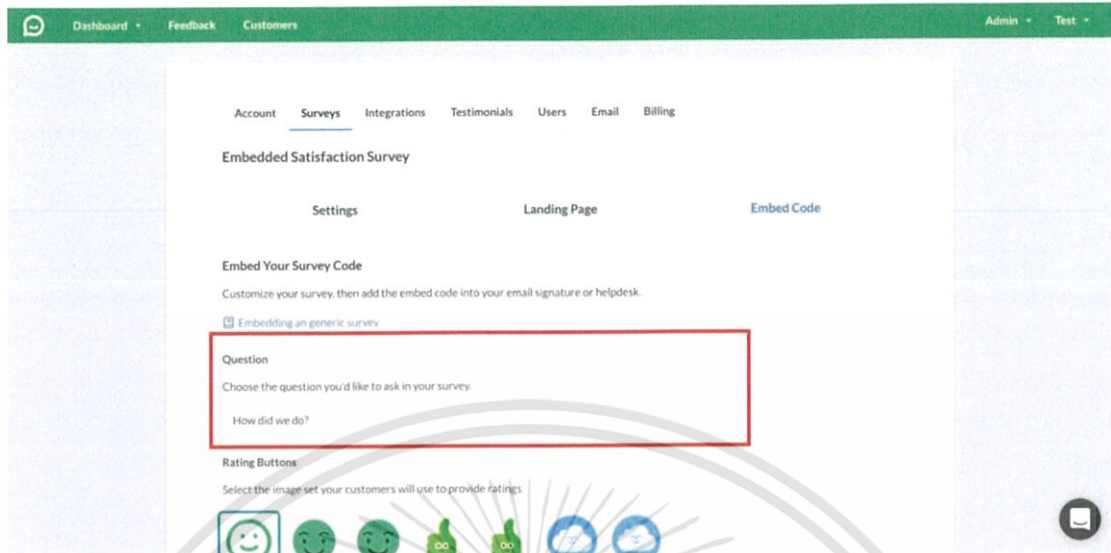 Dashboard Feedback Customers Admin Test
Account Surveys Integrations Testimonials Users Email Billing
Embedded Satisfaction Survey
Settings Landing Page Embed Code
Embed Your Survey Code
Customize your survey, then add the embed code into your email signature or helpdesk.
Embedding an generic survey
Question
Choose the question you'd like to ask in your survey.
How did we do?
Rating Buttons
Select the image set your customers will use to provide ratings.